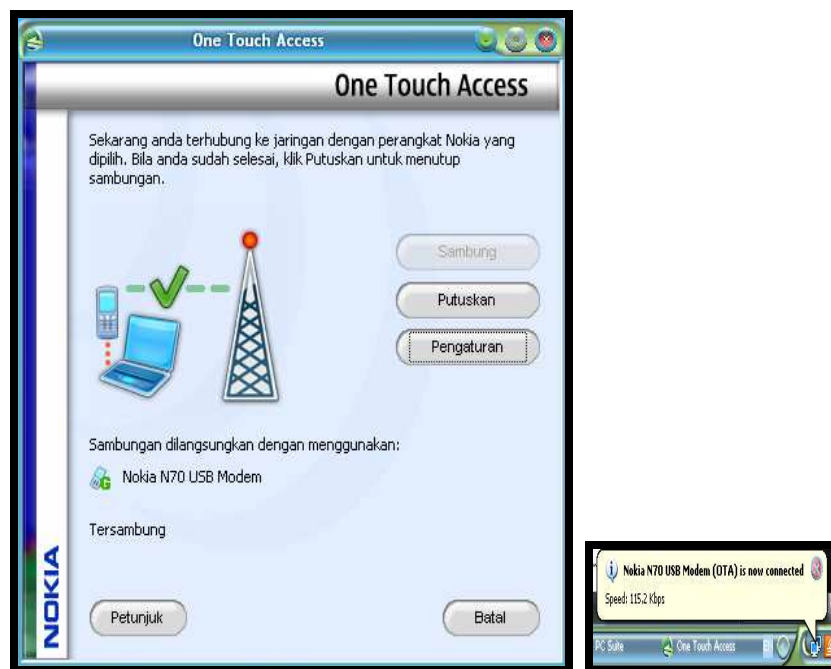 One Touch Access
One Touch Access
Sekarang anda terhubung ke jaringan dengan perangkat Nokia yang
dipilih. Bila anda sudah selesai, klik Putuskan untuk menutup
sambungan.
Sambung
Putuskan
Pengaturan
Sambungan dilangsungkan dengan menggunakan:
Nokia N70 USB Modem
Tersambung
NOKIA
Petunjuk
Batal
Nokia N70 USB Modem (OTA) is now connected
Speed: 115.2 Kbps
PC Suite
One Touch Access